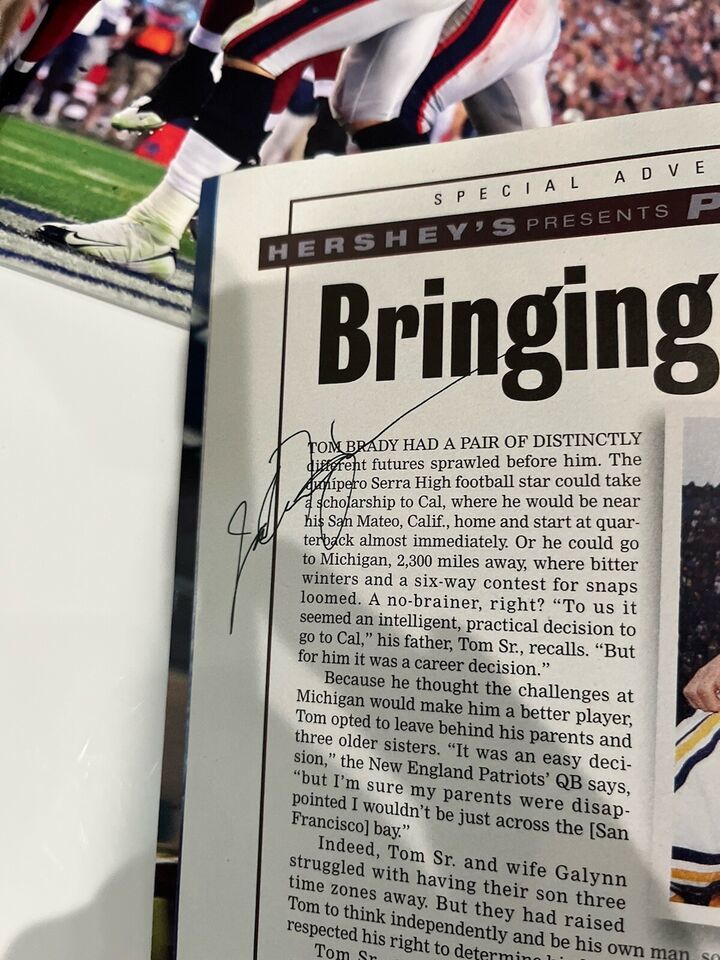 SPECIAL ADVE
HERSHEY'S PRESENTS P
Bringing
TOM BRADY HAD A PAIR OF DISTINCTLY
different futures sprawled before him. The
Junipero Serra High football star could take
a scholarship to Cal, where he would be near
his San Mateo, Calif., home and start at quar-
terback almost immediately. Or he could go
to Michigan, 2,300 miles away, where bitter
winters and a six-way contest for snaps
loomed. A no-brainer, right? “To us it
seemed an intelligent, practical decision to
go to Cal,” his father, Tom Sr., recalls. “But
for him it was a career decision.”
Because he thought the challenges at
Michigan would make him a better player,
Tom opted to leave behind his parents and
three older sisters. “It was an easy deci-
sion,” the New England Patriots’ QB says,
“but I’m sure my parents were disap-
pointed I wouldn’t be just across the [San
Francisco] bay.”
Indeed, Tom Sr. and wife Galynn
struggled with having their son three
time zones away. But they had raised
Tom to think independently and be his own man, so
respected his right to determine
Tom Sr.